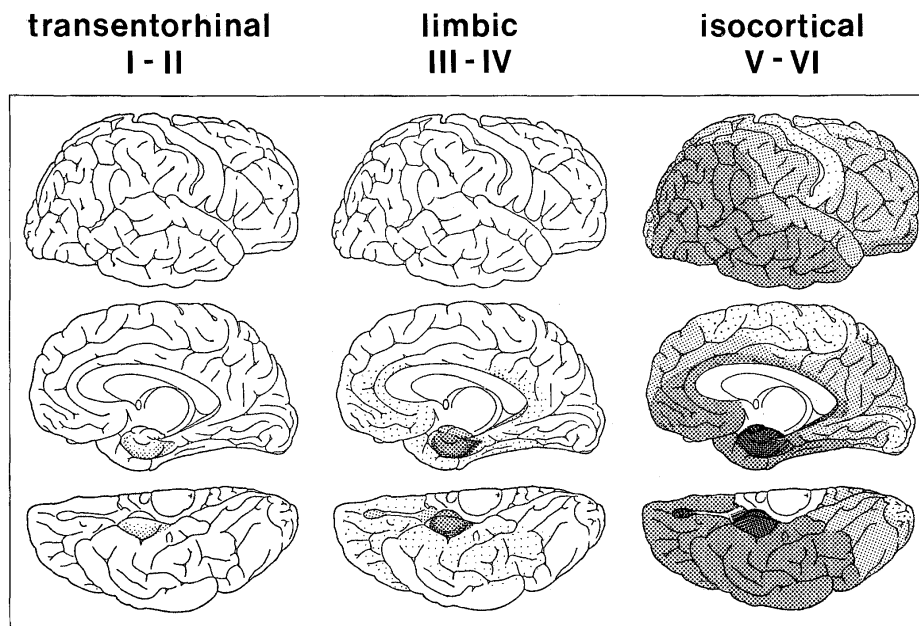 transentorhinal
I - II
limbic
III - IV
isocortical
V - VI